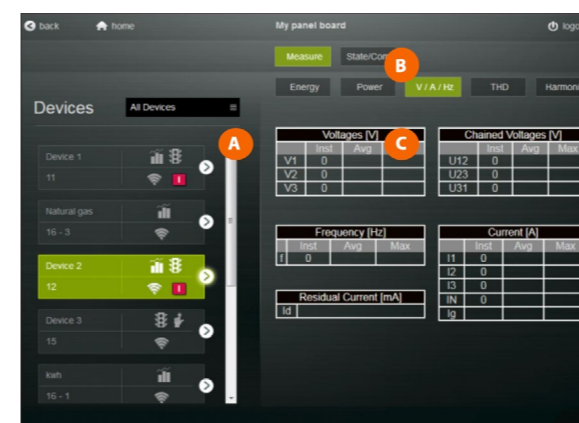 back home My panel board logo
Measure State/Con
B
Energy Power V / A / Hz THD Harmoni
Devices All Devices
A
C
Voltages [V] Chained Voltages [V]
Inst Avg Inst Avg Max
V1 0 U12 0
V2 0 U23 0
V3 0 U31 0
Device 1
11 I
Natural gas
16 - 3
Device 2
12 I
Device 3
15
kwh
16 - 1
Frequency [Hz] Current [A]
Inst Avg Max Inst Avg Max
f 0 I1 0
I2 0
I3 0
IN 0
Ig
Residual Current [mA]
Id